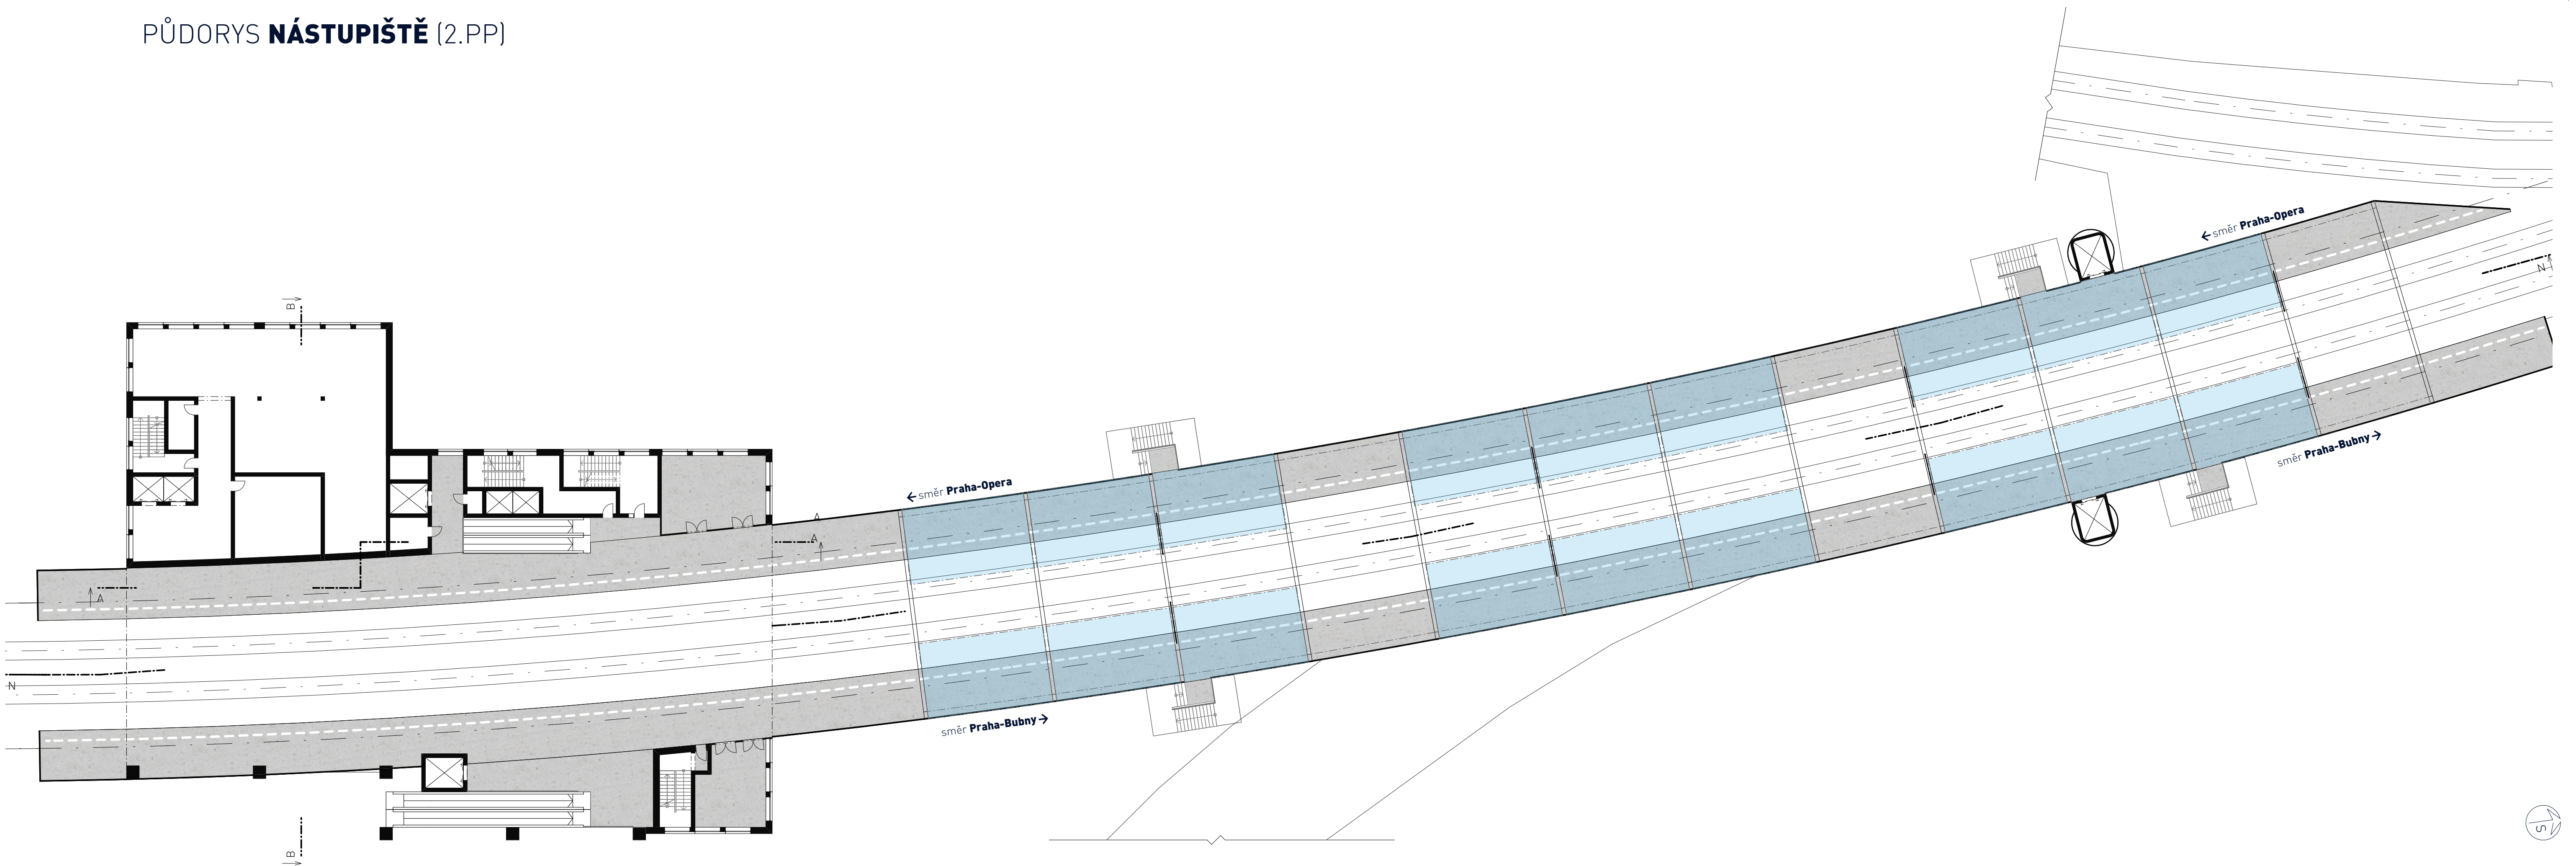 PŮDORYS NÁSTUPIŠTĚ (2.PP)
← směr Praha-Opera
N
B
A
A
← směr Praha-Opera
směr Praha-Bubny →
A
N
směr Praha-Bubny →
B
S